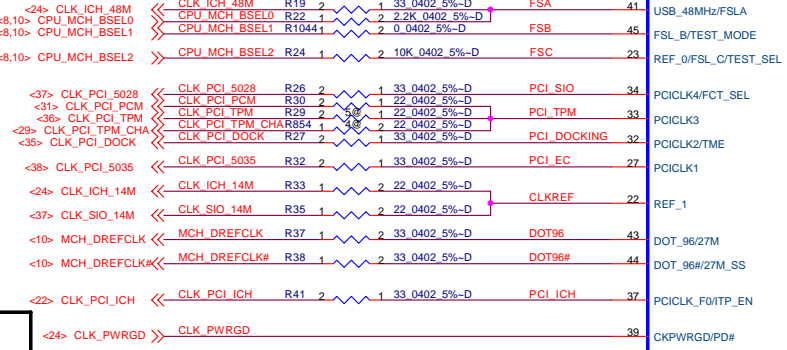 <24> CLK_ICH_48M CLK_ICH_48M R19 1 2 33_0402_5%~D FSA 41 USB_48MHz/FSLA
<8,10> CPU_MCH_BSEL0 CPU_MCH_BSEL0 R22 1 2 2.2K_0402_5%~D
<8,10> CPU_MCH_BSEL1 CPU_MCH_BSEL1 R1044 1 2 0_0402_5%~D FSB 45 FSL_B/TEST_MODE
<8,10> CPU_MCH_BSEL2 CPU_MCH_BSEL2 R24 1 2 10K_0402_5%~D FSC 23 REF_0/FSL_C/TEST_SEL
<37> CLK_PCI_5028 CLK_PCI_5028 R26 2 1 33_0402_5%~D PCI_SIO 34 PCICLK4/FCT_SEL
<31> CLK_PCI_PCM CLK_PCI_PCM R30 2 1 22_0402_5%~D
<36> CLK_PCI_TPM CLK_PCI_TPM R29 2 5@ 1 22_0402_5%~D PCI_TPM 33 PCICLK3
<29> CLK_PCI_TPM_CHA CLK_PCI_TPM_CHA R854 2 4@ 1 22_0402_5%~D
<35> CLK_PCI_DOCK CLK_PCI_DOCK R27 2 1 33_0402_5%~D PCI_DOCKING 32 PCICLK2/TME
<38> CLK_PCI_5035 CLK_PCI_5035 R32 2 1 33_0402_5%~D PCI_EC 27 PCICLK1
<24> CLK_ICH_14M CLK_ICH_14M R33 1 2 22_0402_5%~D
CLKREF 22 REF_1
<37> CLK_SIO_14M CLK_SIO_14M R35 1 2 22_0402_5%~D
<10> MCH_DREFCLK MCH_DREFCLK R37 1 2 33_0402_5%~D DOT96 43 DOT_96/27M
<10> MCH_DREFCLK# MCH_DREFCLK# R38 1 2 33_0402_5%~D DOT96# 44 DOT_96#/27M_SS
<22> CLK_PCI_ICH CLK_PCI_ICH R41 2 1 33_0402_5%~D PCI_ICH 37 PCICLK_F0/ITP_EN
<24> CLK_PWRGD CLK_PWRGD 39 CKPWRGD/PD#